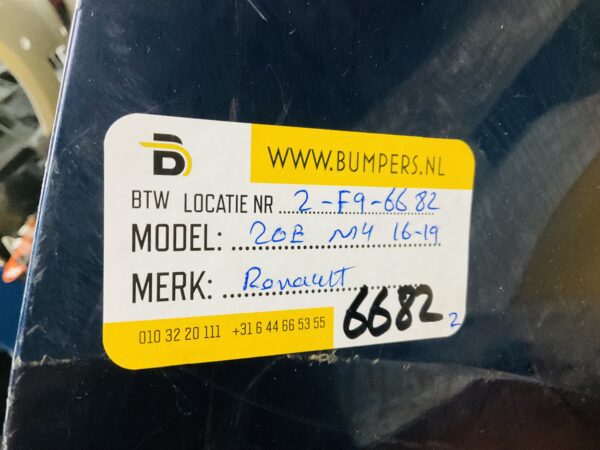 B
WWW.BUMPERS.NL
BTW LOCATIE NR 2-F9-6682
MODEL: 20E M4 16-19
MERK: Renault
6682 2
010 32 20 111 +31 6 44 66 53 55